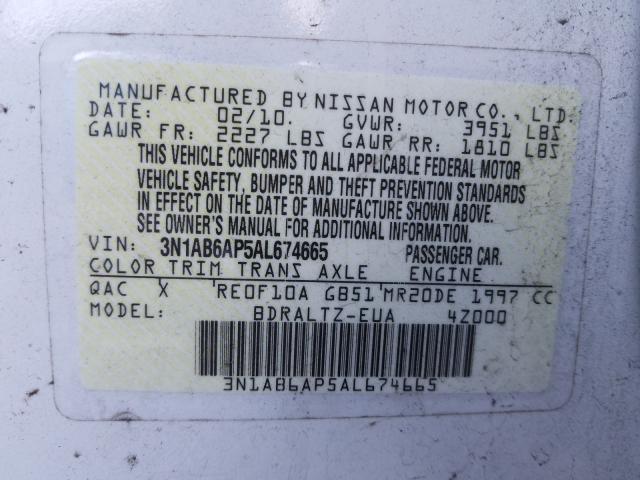 MANUFACTURED BY NISSAN MOTOR CO., LTD.
DATE: 02/10. GVWR: 3951 LBS
GAWR FR: 2227 LBS GAWR RR: 1810 LBS
THIS VEHICLE CONFORMS TO ALL APPLICABLE FEDERAL MOTOR
VEHICLE SAFETY, BUMPER AND THEFT PREVENTION STANDARDS
IN EFFECT ON THE DATE OF MANUFACTURE SHOWN ABOVE.
SEE OWNER'S MANUAL FOR ADDITIONAL INFORMATION.
VIN: 3N1AB6AP5AL674665 PASSENGER CAR.
COLOR TRIM TRANS AXLE ENGINE
QAC X RE0F10A GB51 MR20DE 1997 CC
MODEL: BDRALTZ-EUA 4Z000
3N1AB6AP5AL674665